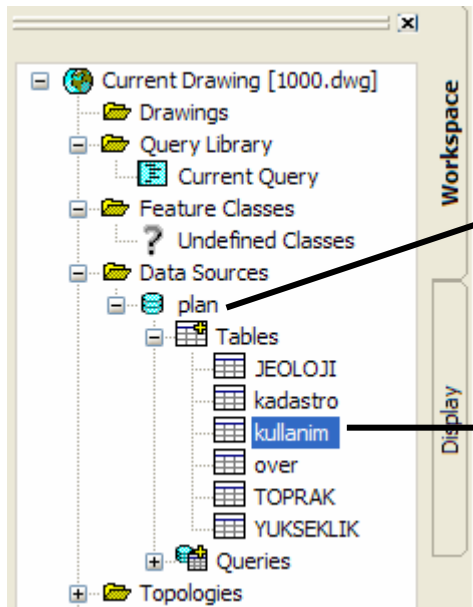 Current Drawing [1000.dwg]
Drawings
Query Library
Current Query
Feature Classes
Undefined Classes
Data Sources
plan
Tables
JEOLOJI
kadastro
kullanim
over
TOPRAK
YUKSEKLIK
Queries
Topologies
Workspace
Display